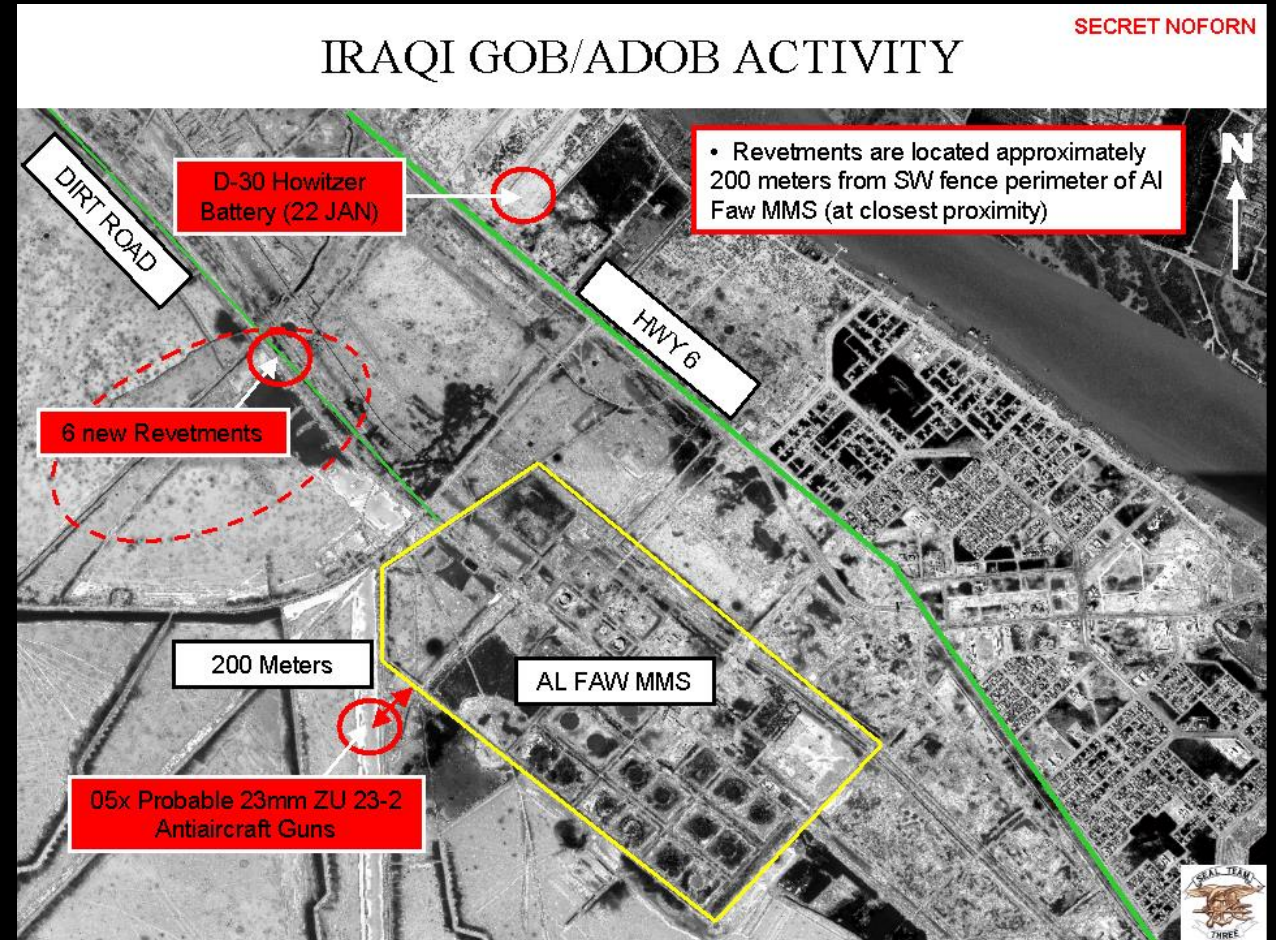 SECRET NOFORN
IRAQI GOB/ADOB ACTIVITY
• Revetments are located approximately
200 meters from SW fence perimeter of Al
Faw MMS (at closest proximity)
N
DIRT ROAD
D-30 Howitzer
Battery (22 JAN)
HWY 6
6 new Revetments
200 Meters
AL FAW MMS
05x Probable 23mm ZU 23-2
Antiaircraft Guns
SEAL TEAM
THREE